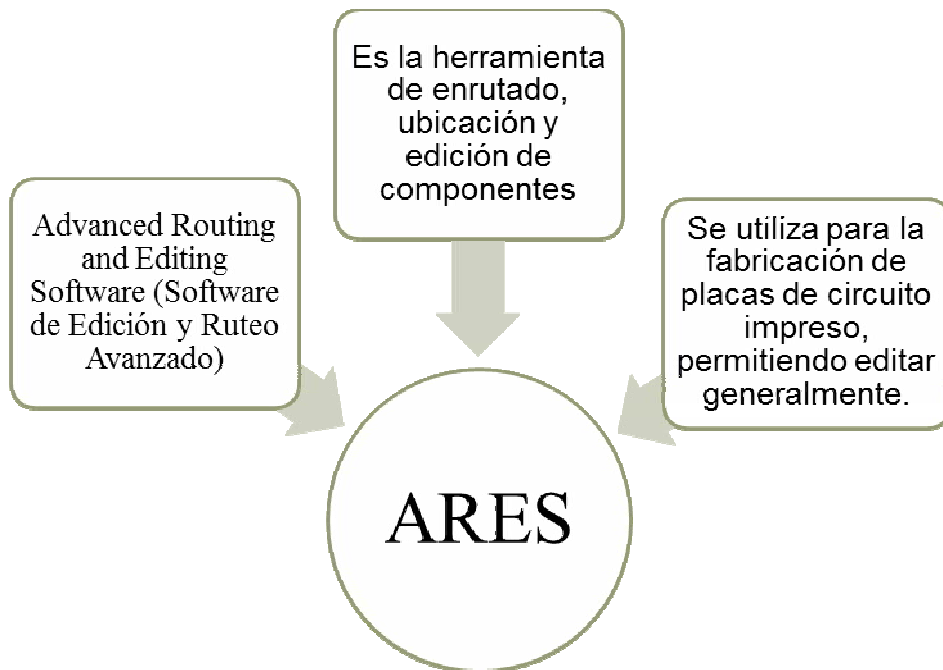 Advanced Routing
and Editing
Software (Software
de Edición y Ruteo
Avanzado)
Es la herramienta
de enrutado,
ubicación y
edición de
componentes
Se utiliza para la
fabricación de
placas de circuito
impreso,
permitiendo editar
generalmente.
ARES